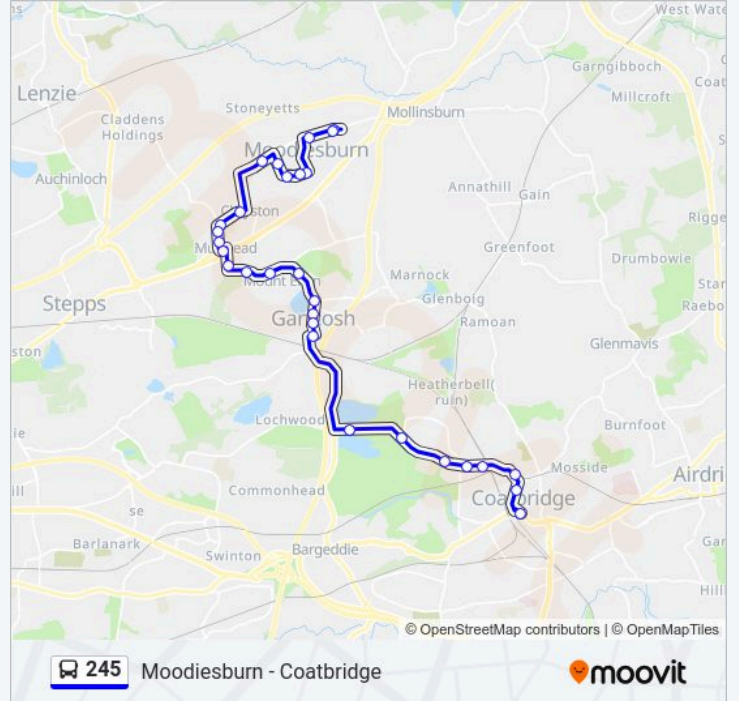 West Wate
Lenzie
Garngibboch
Coat
Stoneyetts
Millcroft
Claddens
Holdings
Mollinsburn
Moodiesburn
Auchinloch
Annathill
Gain
Rigge
Chryston
Muirhead
Greenfoot
Drumbowie
Mount Ellen
Marnock
Star
Stepps
Glenboig
Raebo
Gartcosh
Ramoan
ston
Glenmavis
Heatherbell(
ruin)
Lochwood
Burnfoot
ie
Mosside
Airdri
Commonhead
Coatbridge
ill
se
Barlanark
Swinton
Bargeddie
Gar
Hilll
© OpenStreetMap contributors | © OpenMapTiles
245 Moodiesburn - Coatbridge
moovit